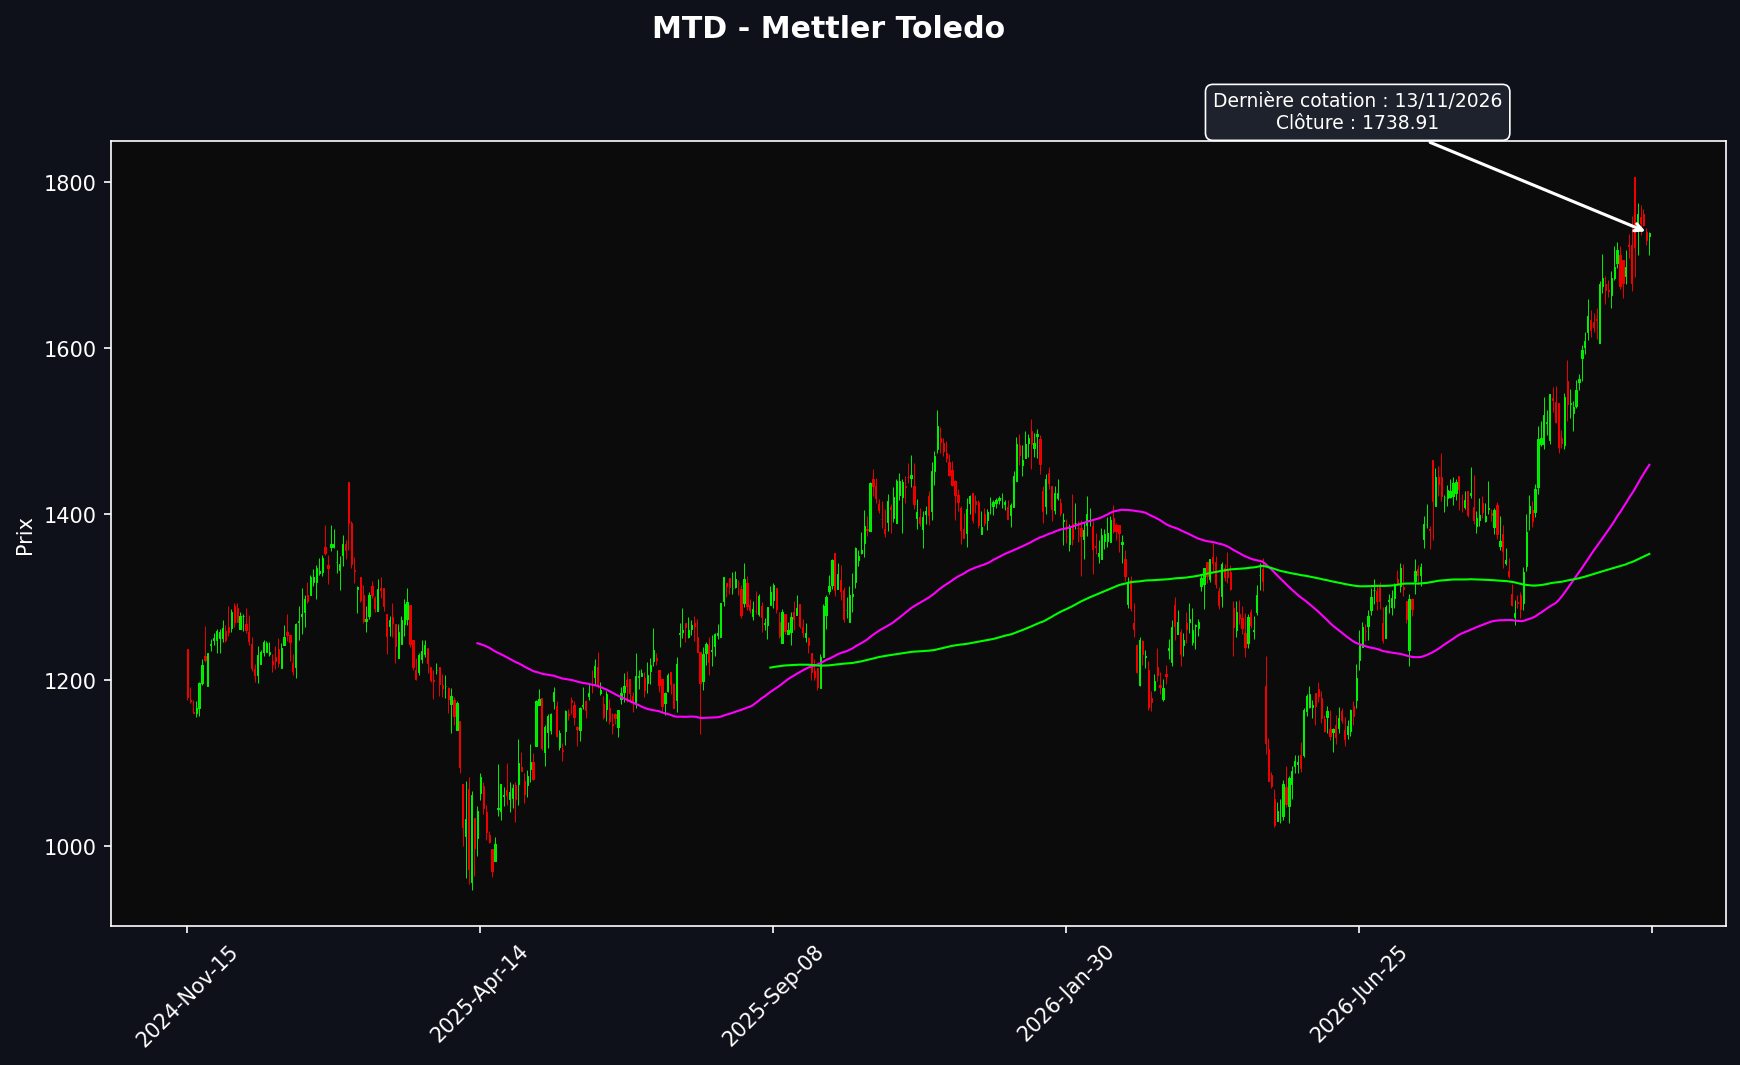 MTD - Mettler Toledo
Dernière cotation : 13/11/2026
Clôture : 1738.91
Prix
1800
1600
1400
1200
1000
2024-Nov-15
2025-Apr-14
2025-Sep-08
2026-Jan-30
2026-Jun-25